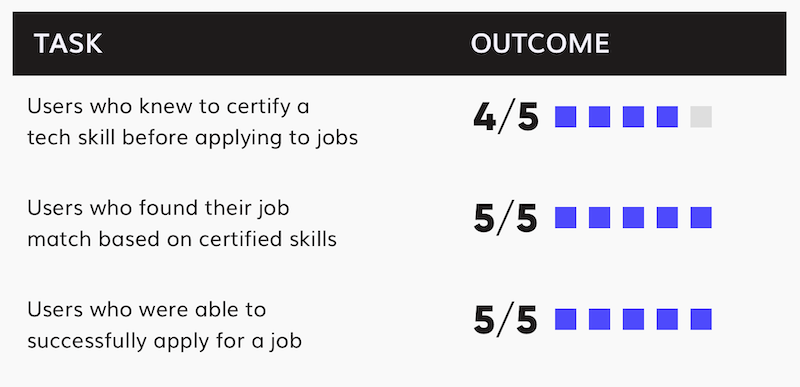 TASK OUTCOME
Users who knew to certify a
tech skill before applying to jobs
4/5
Users who found their job
match based on certified skills
5/5
Users who were able to
successfully apply for a job
5/5